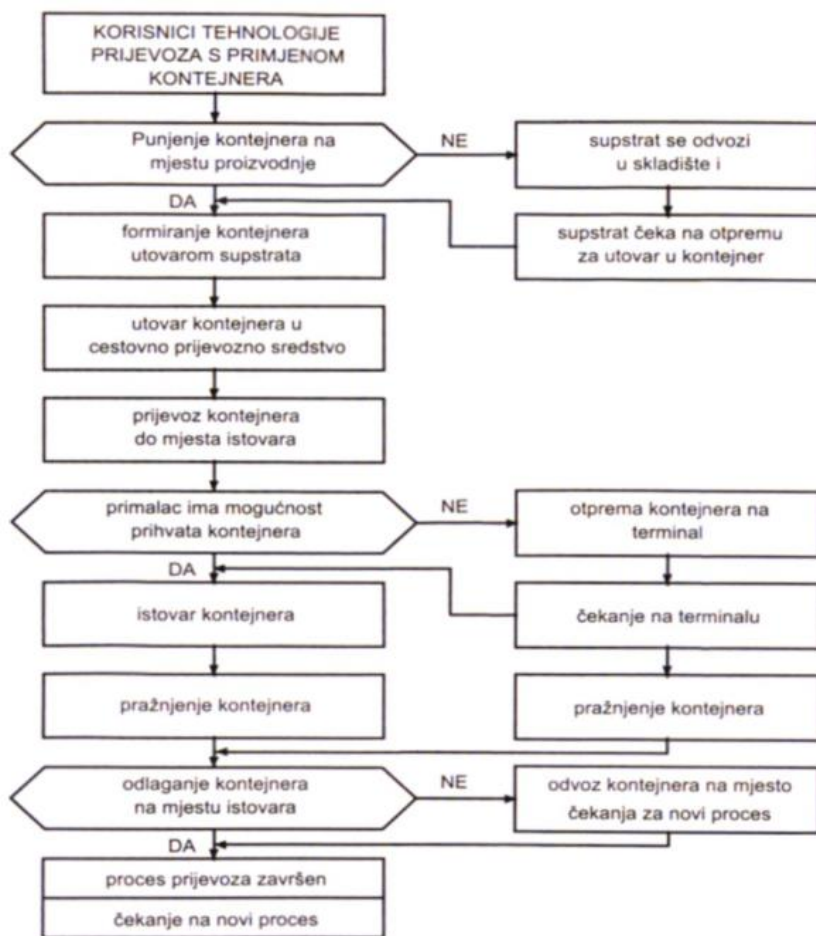 KORISNICI TEHNOLOGIJE
PRIJEVOZA S PRIMJENOM
KONTEJNERA
Punjenje kontejnera na
mjestu proizvodnje
NE
supstrat se odvozi
u skladište i
DA
formiranje kontejnera
utovarom supstrata
supstrat čeka na otpremu
za utovar u kontejner
utovar kontejnera u
cestovno prijevozno sredstvo
prijevoz kontejnera
do mjesta istovara
primalac ima mogućnost
prihvata kontejnera
NE
otprema kontejnera na
terminal
DA
istovar kontejnera
čekanje na terminalu
pražnjenje kontejnera
pražnjenje kontejnera
odlaganje kontejnera
na mjestu istovara
NE
odvoz kontejnera na mjesto
čekanja za novi proces
DA
proces prijevoza završen
čekanje na novi proces